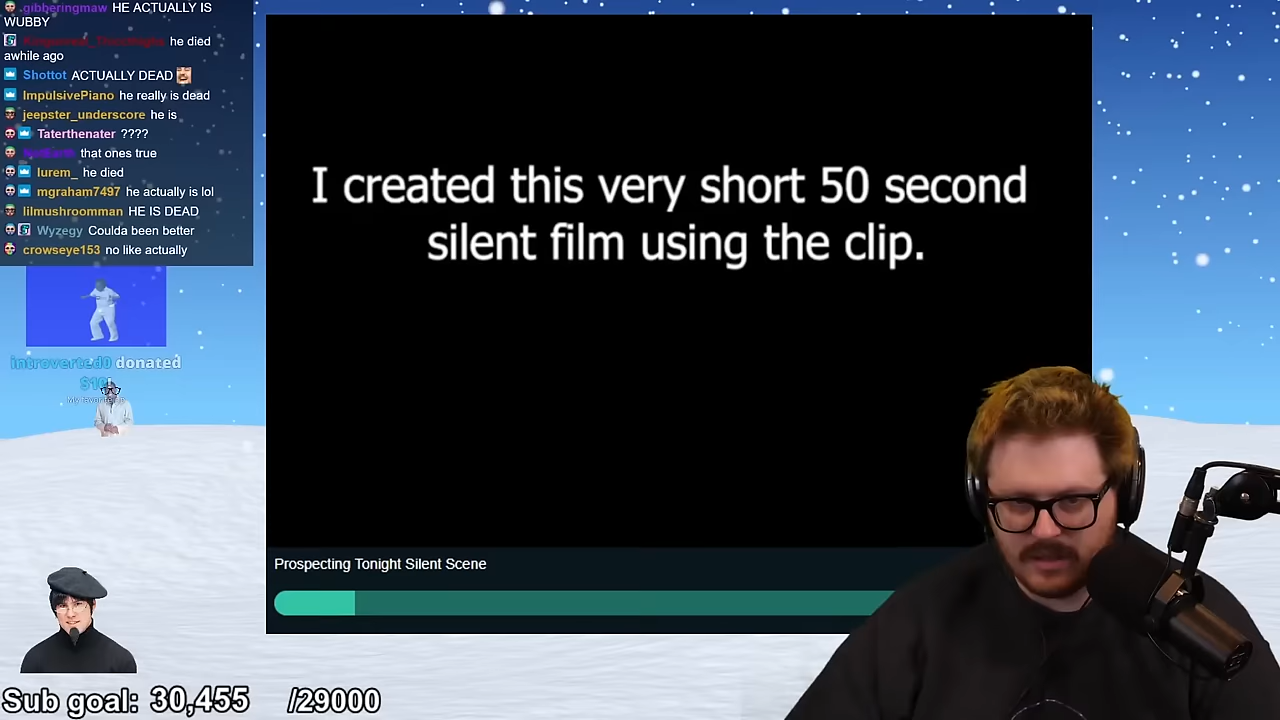 gibberingmaw HE ACTUALLY IS
WUBBY
he died
awhile ago
Shottot ACTUALLY DEAD
ImpulsivePiano he really is dead
jeepster_underscore he is
Taterthenater ????
that ones true
lurem_ he died
mgraham7497 he actually is lol
lilmushroomman HE IS DEAD
Wyzegy Coulda been better
crowseye153 no like actually
introverted0 donated
$10!
I created this very short 50 second
silent film using the clip.
Prospecting Tonight Silent Scene
Sub goal: 30,455 /29000